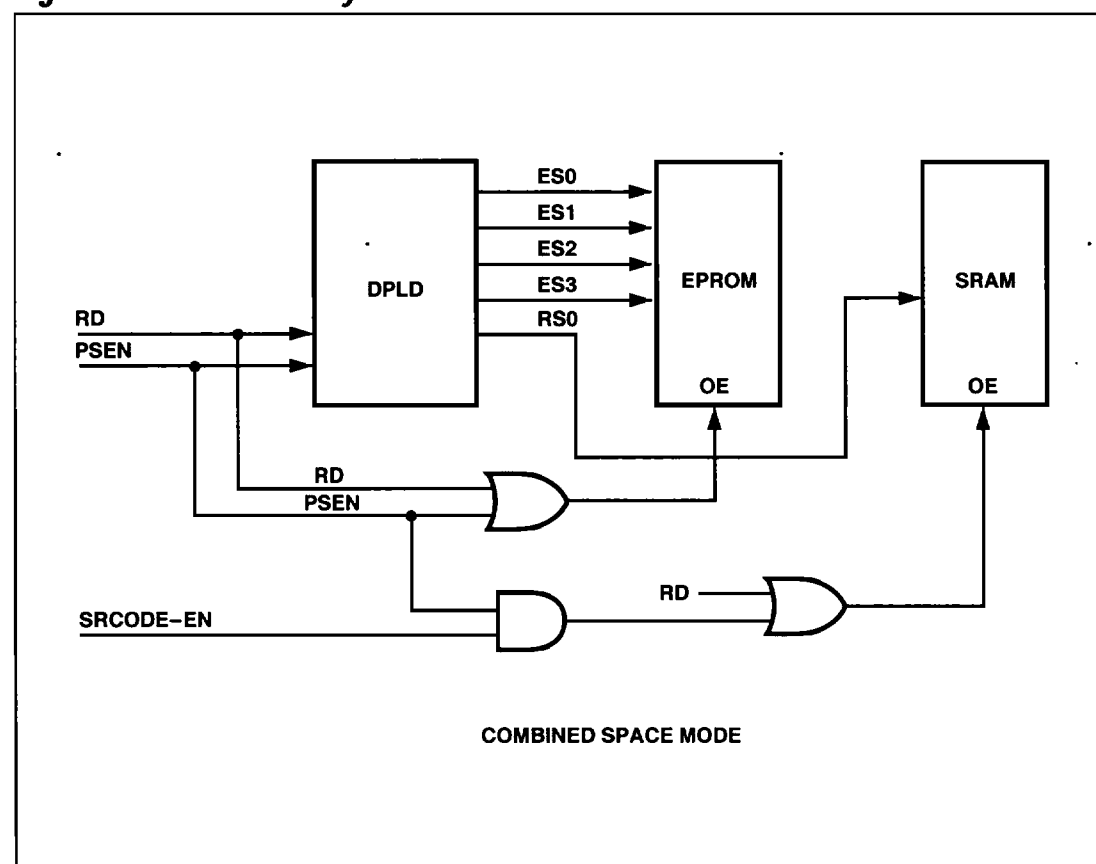 ES0
ES1
ES2
ES3
RS0
DPLD
EPROM
SRAM
RD
PSEN
OE
OE
RD
PSEN
RD
SRCODE-EN
COMBINED SPACE MODE